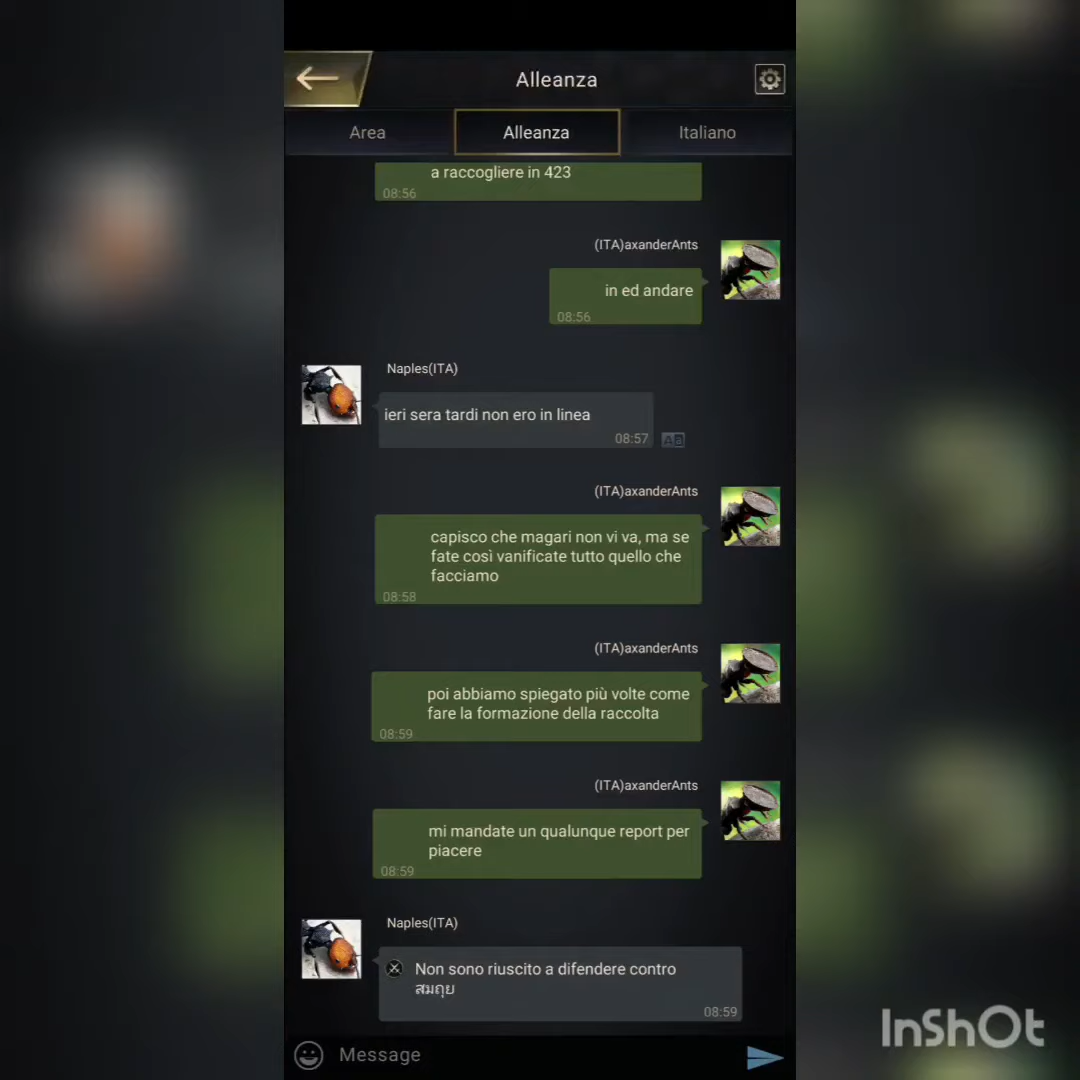 Alleanza
Area
Alleanza
Italiano
a raccogliere in 423
08:56
(ITA)axanderAnts
in ed andare
08:56
Naples(ITA)
ieri sera tardi non ero in linea
08:57
AB
(ITA)axanderAnts
capisco che magari non vi va, ma se
fate così vanificate tutto quello che
facciamo
08:58
(ITA)axanderAnts
poi abbiamo spiegato più volte come
fare la formazione della raccolta
08:59
(ITA)axanderAnts
mi mandate un qualunque report per
piacere
08:59
Naples(ITA)
Non sono riuscito a difendere contro
สมถุย
08:59
Message
InShOt